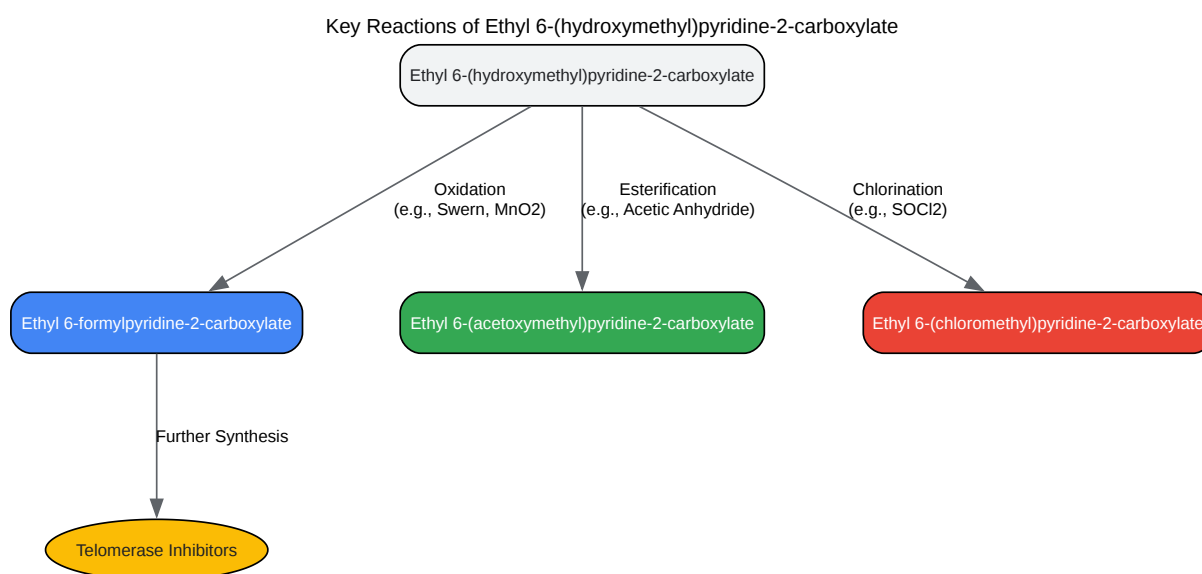 Key Reactions of Ethyl 6-(hydroxymethyl)pyridine-2-carboxylate
Ethyl 6-(hydroxymethyl)pyridine-2-carboxylate
Oxidation
(e.g., Swern, MnO2)
Esterification
(e.g., Acetic Anhydride)
Chlorination
(e.g., SOCl2)
Ethyl 6-formylpyridine-2-carboxylate
Ethyl 6-(acetoxymethyl)pyridine-2-carboxylate
Ethyl 6-(chloromethyl)pyridine-2-carboxylate
Further Synthesis
Telomerase Inhibitors